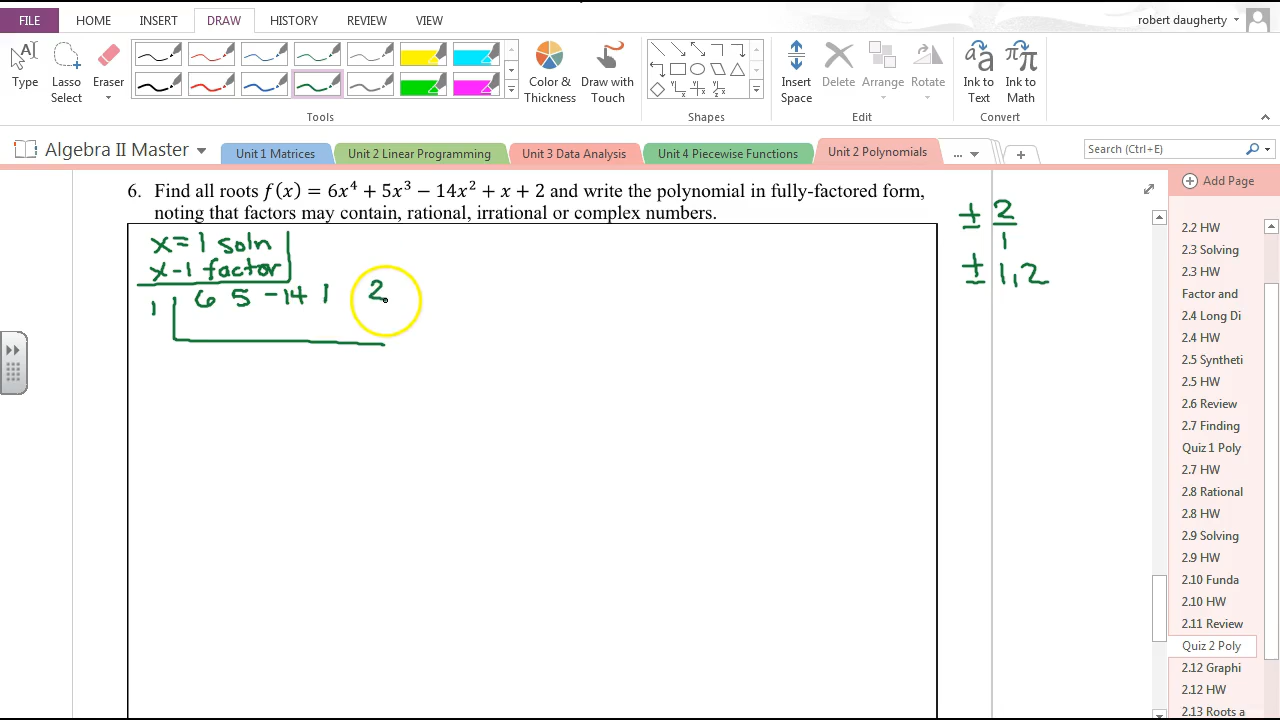 FILE HOME INSERT DRAW HISTORY REVIEW VIEW robert daugherty
Type Lasso Select Eraser Color & Thickness Draw with Touch Insert Space Delete Arrange Rotate Ink to Text Ink to Math
Tools Shapes Edit Convert
Algebra II Master Unit 1 Matrices Unit 2 Linear Programming Unit 3 Data Analysis Unit 4 Piecewise Functions Unit 2 Polynomials ... Search (Ctrl+E)
6. Find all roots f(x) = 6x⁴ + 5x³ − 14x² + x + 2 and write the polynomial in fully-factored form,
noting that factors may contain, rational, irrational or complex numbers.
x=1 soln
x-1 factor
1 6 5 -14 1 2
± 2
1
± 1,2
Add Page
2.2 HW
2.3 Solving
2.3 HW
Factor and
2.4 Long Di
2.4 HW
2.5 Syntheti
2.5 HW
2.6 Review
2.7 Finding
Quiz 1 Poly
2.7 HW
2.8 Rational
2.8 HW
2.9 Solving
2.9 HW
2.10 Funda
2.10 HW
2.11 Review
Quiz 2 Poly
2.12 Graphi
2.12 HW
2.13 Roots a